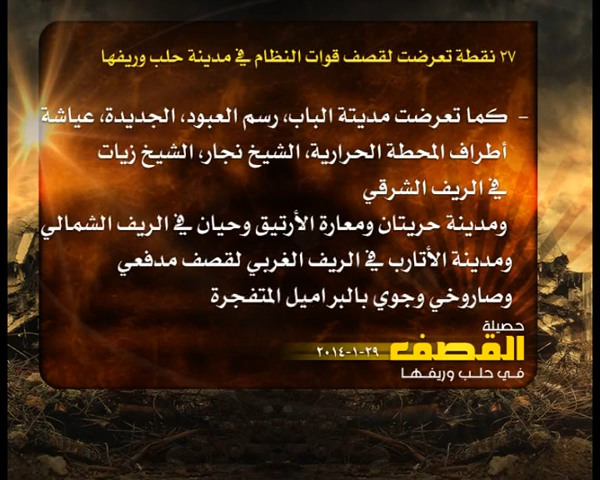 ٢٧ نقطة تعرضت لقصف قوات النظام في مدينة حلب وريفها
- كما تعرضت مدينة الباب، رسم العبود، الجديدة، عياشة
أطراف المحطة الحرارية، الشيخ نجار، الشيخ زيات
في الريف الشرقي
ومدينة حريتان ومعارة الأرتيق وحيان في الريف الشمالي
ومدينة الأتارب في الريف الغربي لقصف مدفعي
وصاروخي وجوي بالبراميل المتفجرة
حصيلة
القصف ٢٩-١-٢٠١٤
في حلب وريفها